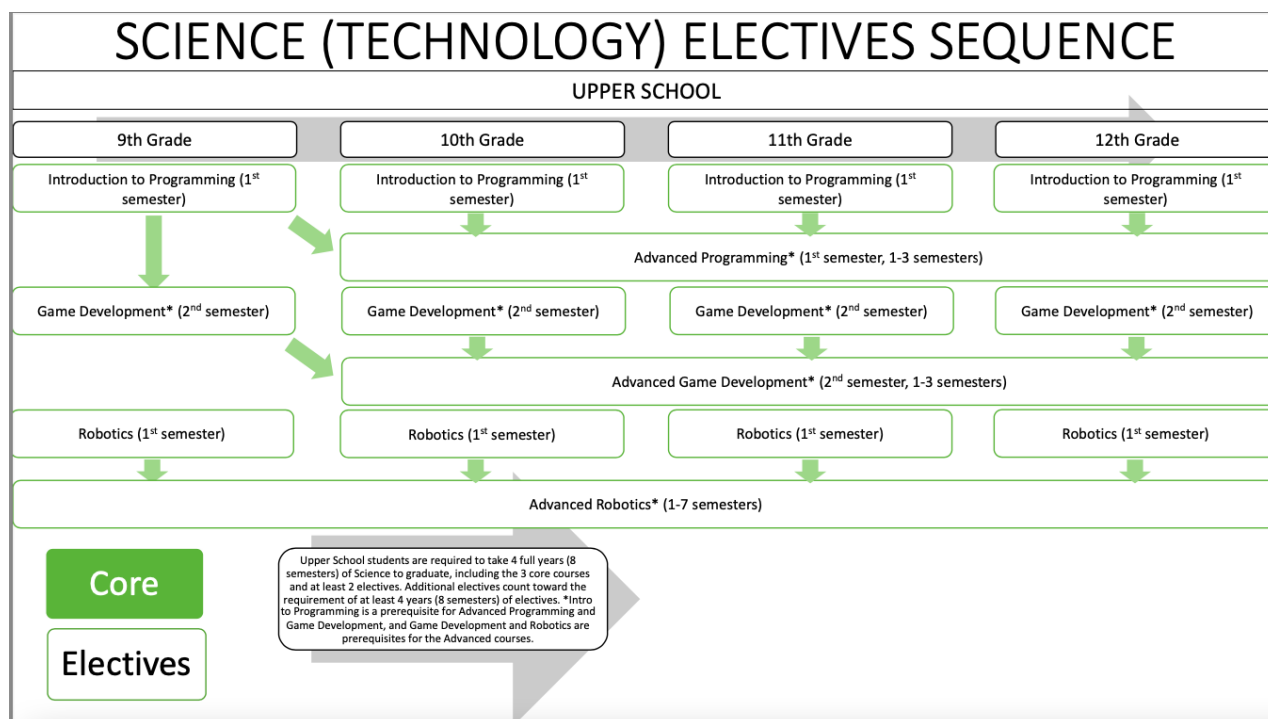 SCIENCE (TECHNOLOGY) ELECTIVES SEQUENCE
UPPER SCHOOL
9th Grade
10th Grade
11th Grade
12th Grade
Introduction to Programming (1st
semester)
Introduction to Programming (1st
semester)
Introduction to Programming (1st
semester)
Introduction to Programming (1st
semester)
Advanced Programming* (1st semester, 1-3 semesters)
Game Development* (2nd semester)
Game Development* (2nd semester)
Game Development* (2nd semester)
Game Development* (2nd semester)
Advanced Game Development* (2nd semester, 1-3 semesters)
Robotics (1st semester)
Robotics (1st semester)
Robotics (1st semester)
Robotics (1st semester)
Advanced Robotics* (1-7 semesters)
Core
Electives
Upper School students are required to take 4 full years (8
semesters) of Science to graduate, including the 3 core courses
and at least 2 electives. Additional electives count toward the
requirement of at least 4 years (8 semesters) of electives. *Intro
to Programming is a prerequisite for Advanced Programming and
Game Development, and Game Development and Robotics are
prerequisites for the Advanced courses.